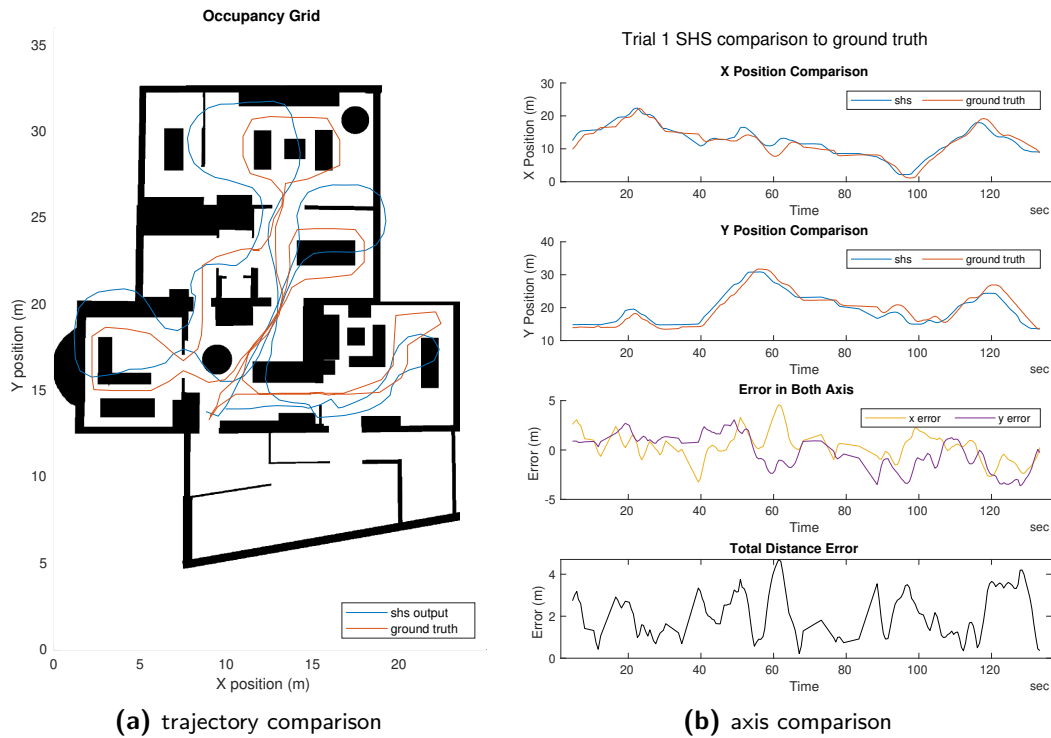 Occupancy Grid
35
30
25
20
15
10
5
0
Y position (m)
0 5 10 15 20
X position (m)
shs output
ground truth
(a) trajectory comparison
Trial 1 SHS comparison to ground truth
X Position Comparison
X Position (m)
30
20
10
0
shs ground truth
20 40 60 80 100 120
Time sec
Y Position Comparison
Y Position (m)
40
30
20
10
shs ground truth
20 40 60 80 100 120
Time sec
Error in Both Axis
Error (m)
5
0
-5
x error y error
20 40 60 80 100 120
Time sec
Total Distance Error
Error (m)
4
2
0
20 40 60 80 100 120
Time sec
(b) axis comparison